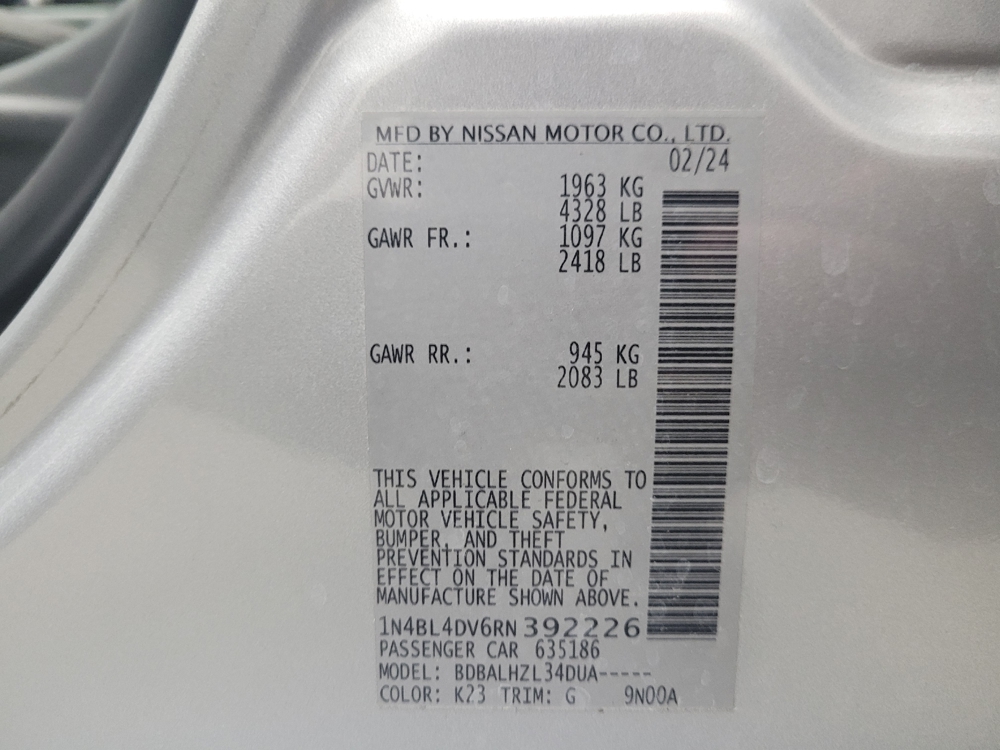 MFD BY NISSAN MOTOR CO., LTD.
DATE: 02/24
GVWR: 1963 KG
4328 LB
GAWR FR.: 1097 KG
2418 LB
GAWR RR.: 945 KG
2083 LB
THIS VEHICLE CONFORMS TO
ALL APPLICABLE FEDERAL
MOTOR VEHICLE SAFETY,
BUMPER, AND THEFT
PREVENTION STANDARDS IN
EFFECT ON THE DATE OF
MANUFACTURE SHOWN ABOVE.
1N4BL4DV6RN392226
PASSENGER CAR 635186
MODEL: BDBALHZL34DUA-----
COLOR: K23 TRIM: G 9N00A